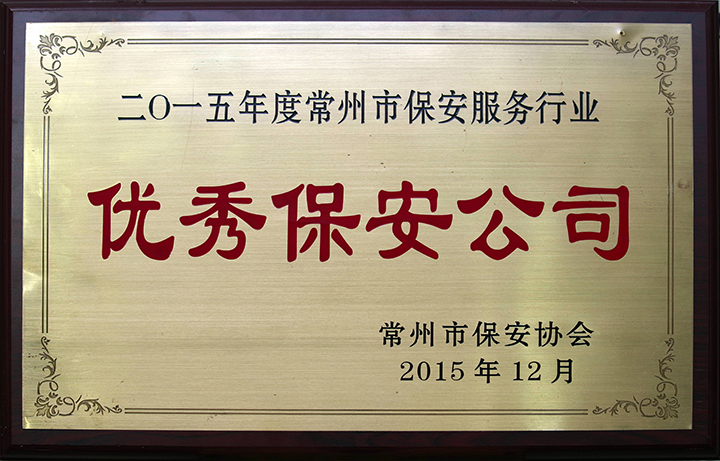 二〇一五年度常州市保安服务行业
优秀保安公司
常州市保安协会
2015年12月